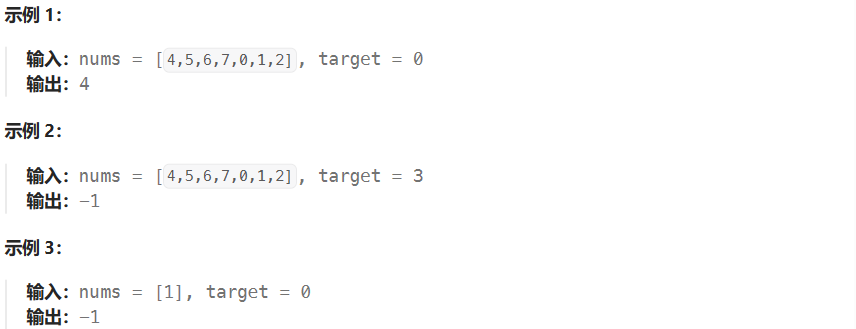 示例 1：
输入：nums = [4,5,6,7,0,1,2], target = 0
输出：4
示例 2：
输入：nums = [4,5,6,7,0,1,2], target = 3
输出：-1
示例 3：
输入：nums = [1], target = 0
输出：-1